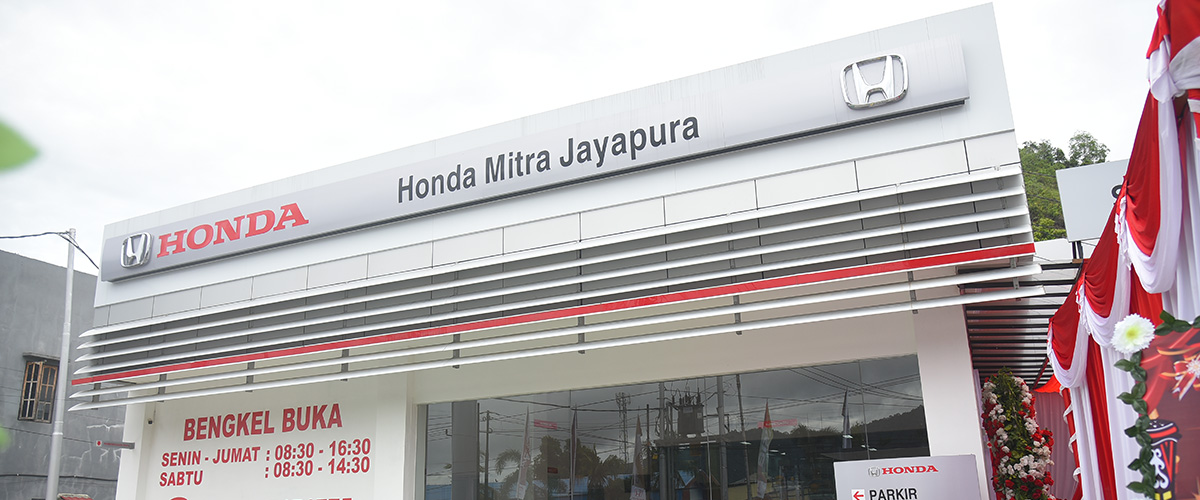 HONDA
Honda Mitra Jayapura
BENGKEL BUKA
SENIN - JUMAT : 08:30 - 16:30
SABTU : 08:30 - 14:30
HONDA
PARKIR